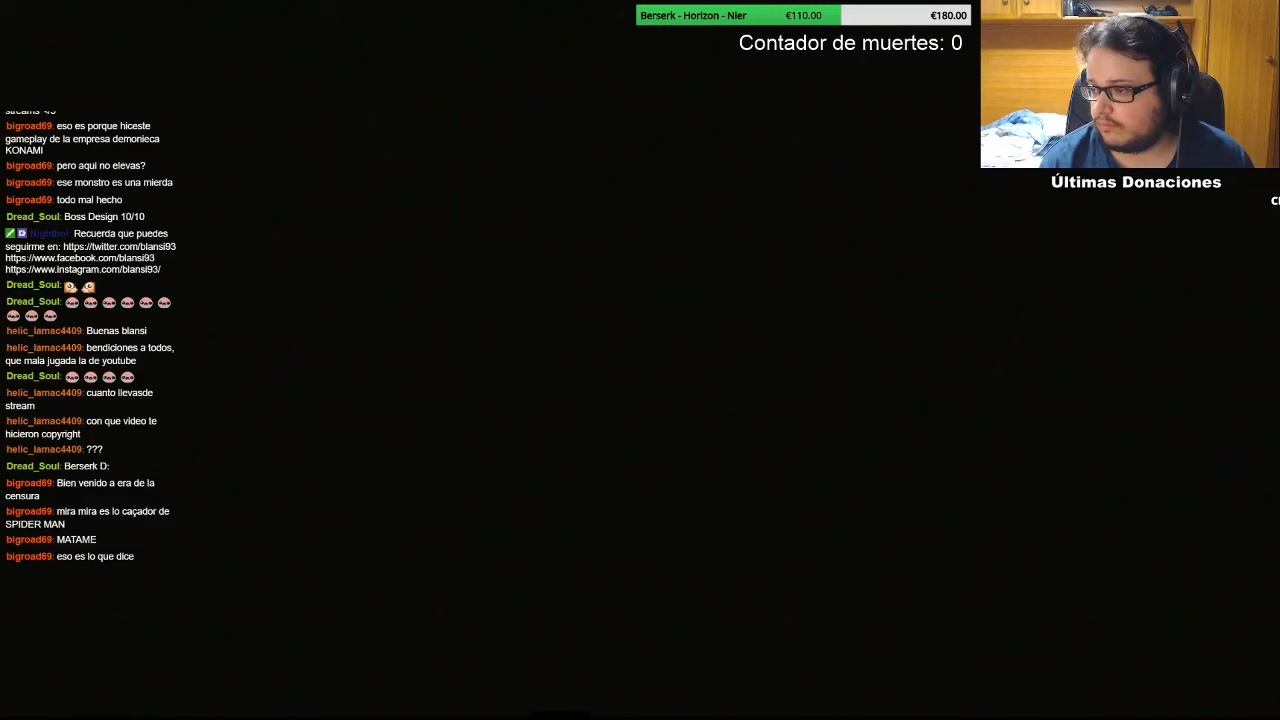 Berserk - Horizon - Nier €110.00 €180.00
Contador de muertes: 0
bigroad69: eso es porque hiciste
gameplay de la empresa demonieca
KONAMI
bigroad69: pero aqui no elevas?
bigroad69: ese monstro es una mierda
bigroad69: todo mal hecho
Dread_Soul: Boss Design 10/10
Nightbot: Recuerda que puedes
seguirme en: https://twitter.com/blansi93
https://www.facebook.com/blansi93
https://www.instagram.com/blansi93/
Dread_Soul:
Dread_Soul:
helic_lamac4409: Buenas blansi
helic_lamac4409: bendiciones a todos,
que mala jugada la de youtube
Dread_Soul:
helic_lamac4409: cuanto llevasde
stream
helic_lamac4409: con que video te
hicieron copyright
helic_lamac4409: ???
Dread_Soul: Berserk D:
bigroad69: Bien venido a era de la
censura
bigroad69: mira mira es lo caçador de
SPIDER MAN
bigroad69: MATAME
bigroad69: eso es lo que dice
Últimas Donaciones